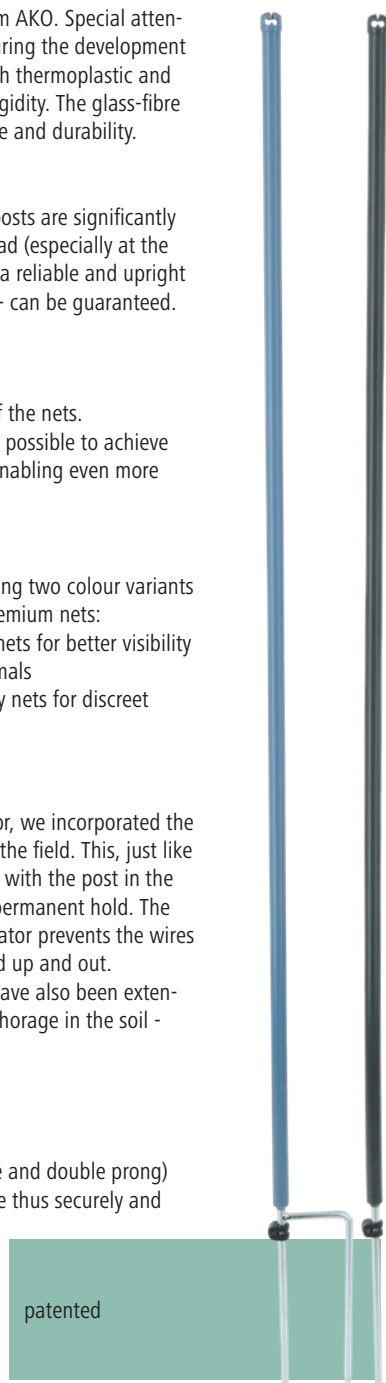 m AKO. Special atten-
uring the development
h thermoplastic and
gidity. The glass-fibre
e and durability.
osts are significantly
ad (especially at the
a reliable and upright
- can be guaranteed.
f the nets.
possible to achieve
nabling even more
ng two colour variants
emium nets:
nets for better visibility
mals
y nets for discreet
or, we incorporated the
the field. This, just like
with the post in the
permanent hold. The
ator prevents the wires
d up and out.
ave also been exten-
horage in the soil -
e and double prong)
e thus securely and
patented